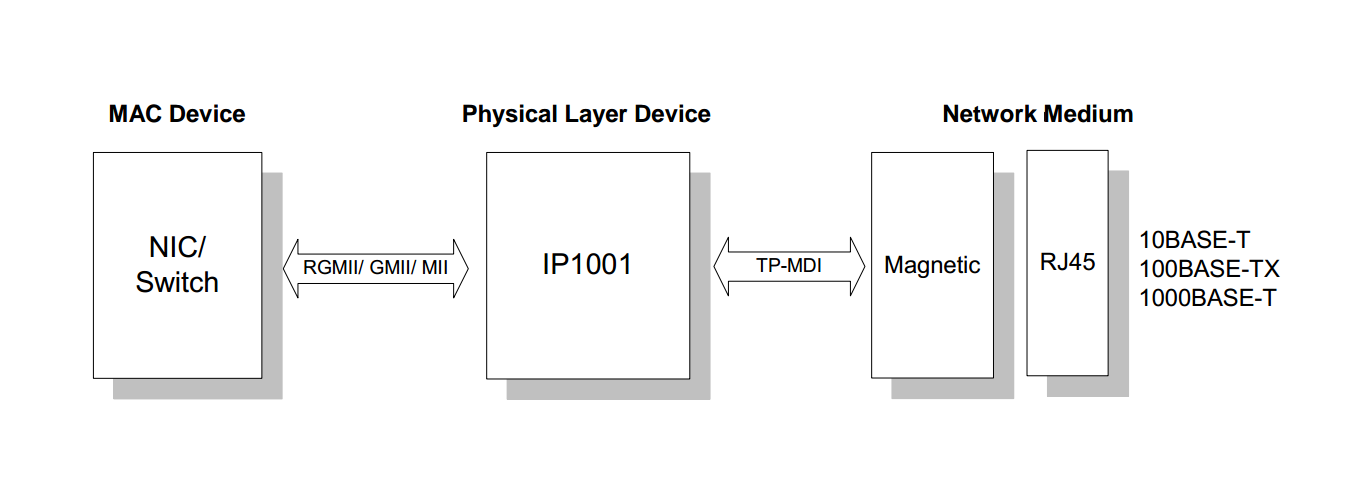 MAC Device
Physical Layer Device
Network Medium
NIC/
Switch
RGMII/ GMII/ MII
IP1001
TP-MDI
Magnetic
RJ45
10BASE-T
100BASE-TX
1000BASE-T